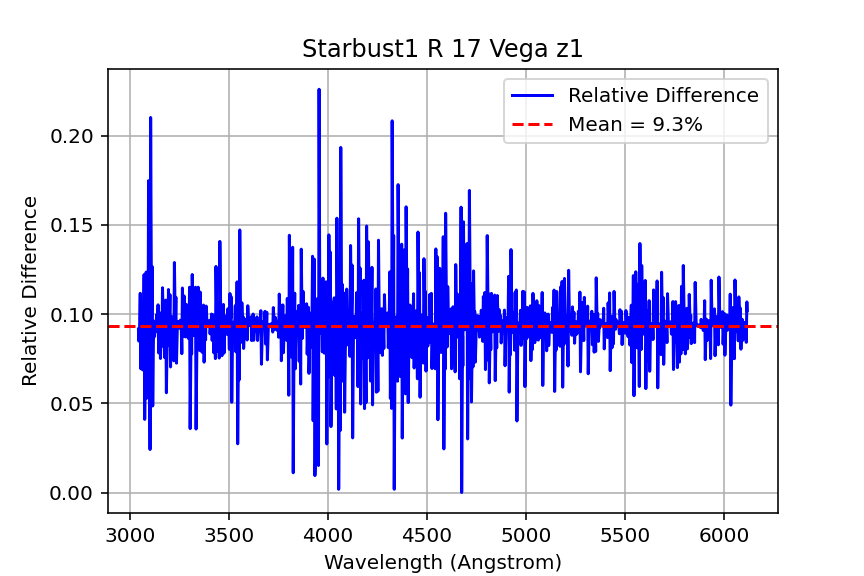 Starbust1 R 17 Vega z1
Relative Difference
Mean = 9.3%
0.20
0.15
0.10
0.05
0.00
Relative Difference
3000 3500 4000 4500 5000 5500 6000
Wavelength (Angstrom)